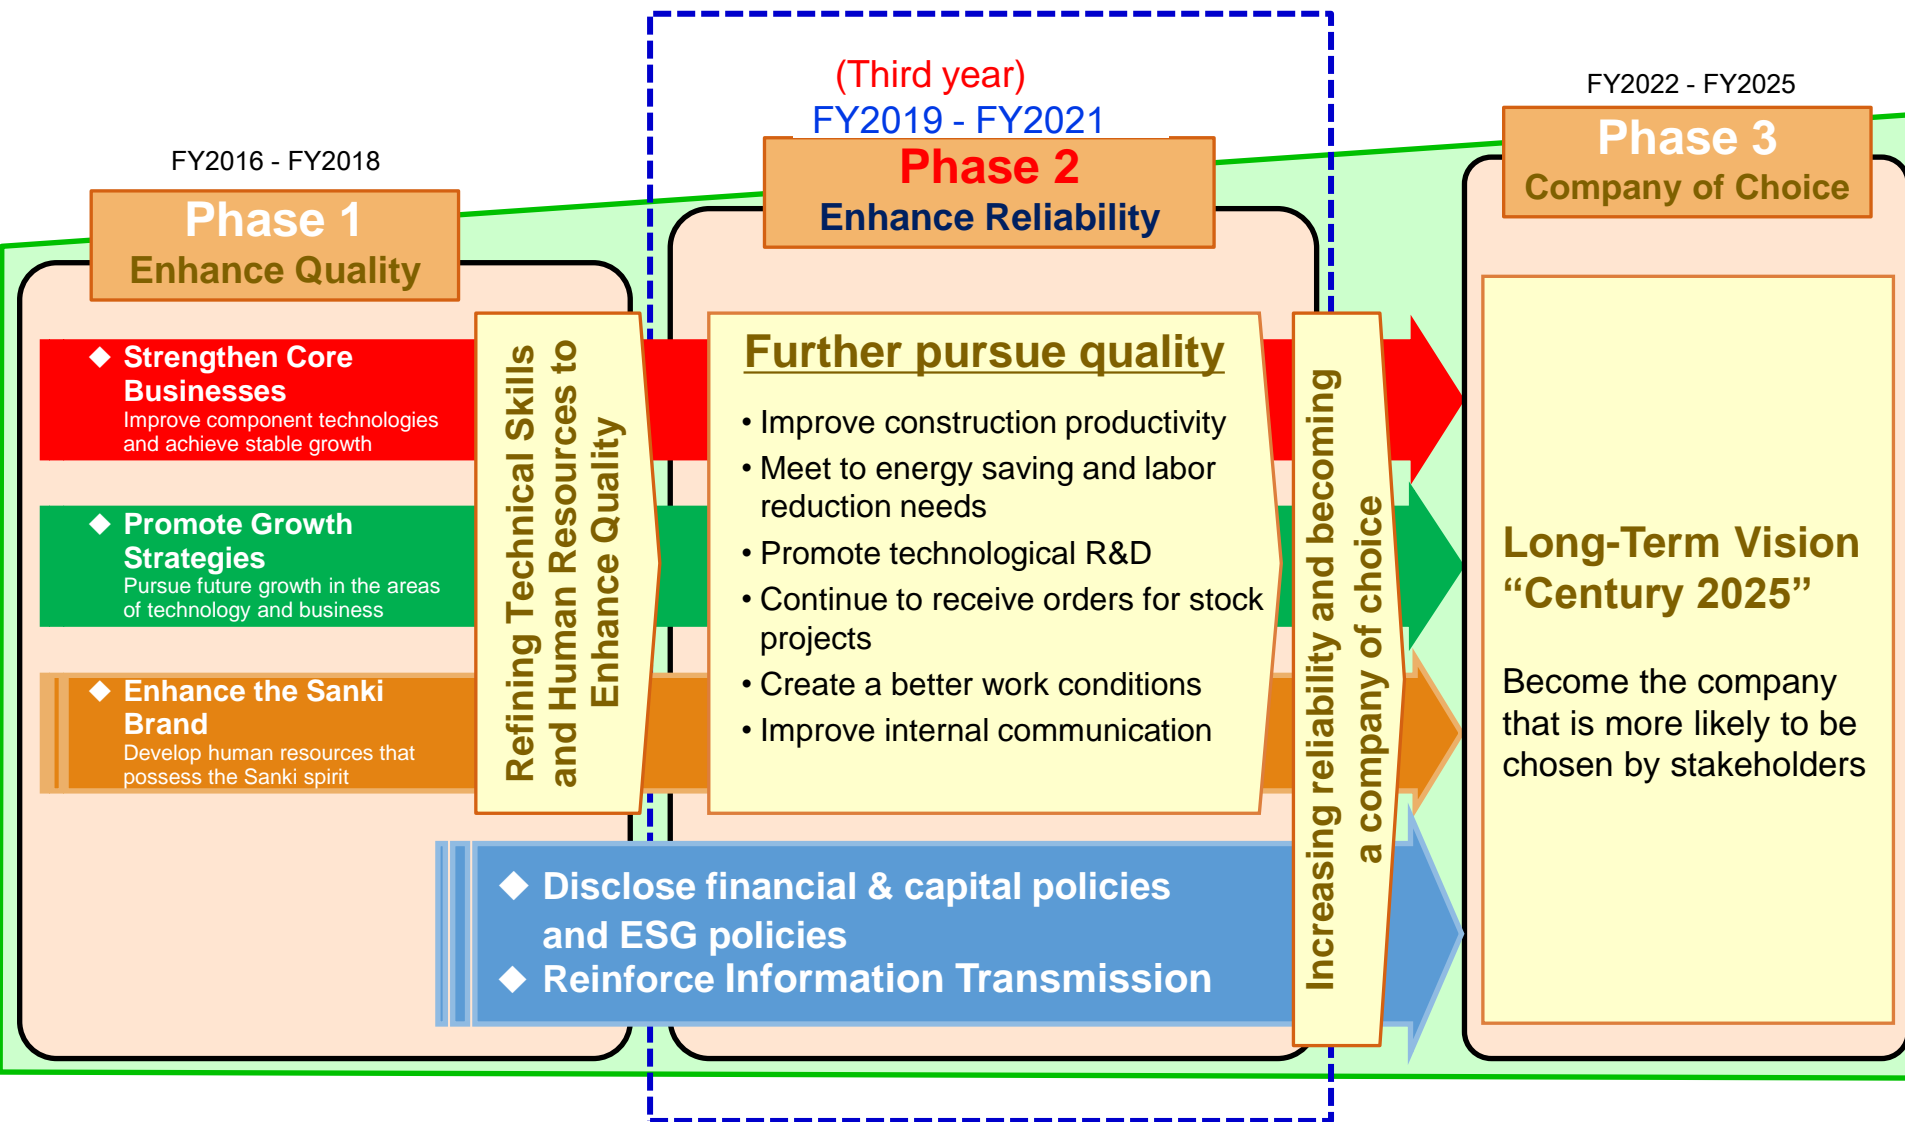 FY2016 - FY2018
Phase 1
Enhance Quality
◆ Strengthen Core
Businesses
Improve component technologies
and achieve stable growth
◆ Promote Growth
Strategies
Pursue future growth in the areas
of technology and business
◆ Enhance the Sanki
Brand
Develop human resources that
possess the Sanki spirit
Refining Technical Skills
and Human Resources to
Enhance Quality
(Third year)
FY2019 - FY2021
Phase 2
Enhance Reliability
Further pursue quality
• Improve construction productivity
• Meet to energy saving and labor
reduction needs
• Promote technological R&D
• Continue to receive orders for stock
projects
• Create a better work conditions
• Improve internal communication
◆ Disclose financial & capital policies
and ESG policies
◆ Reinforce Information Transmission
Increasing reliability and becoming
a company of choice
FY2022 - FY2025
Phase 3
Company of Choice
Long-Term Vision
“Century 2025”
Become the company
that is more likely to be
chosen by stakeholders